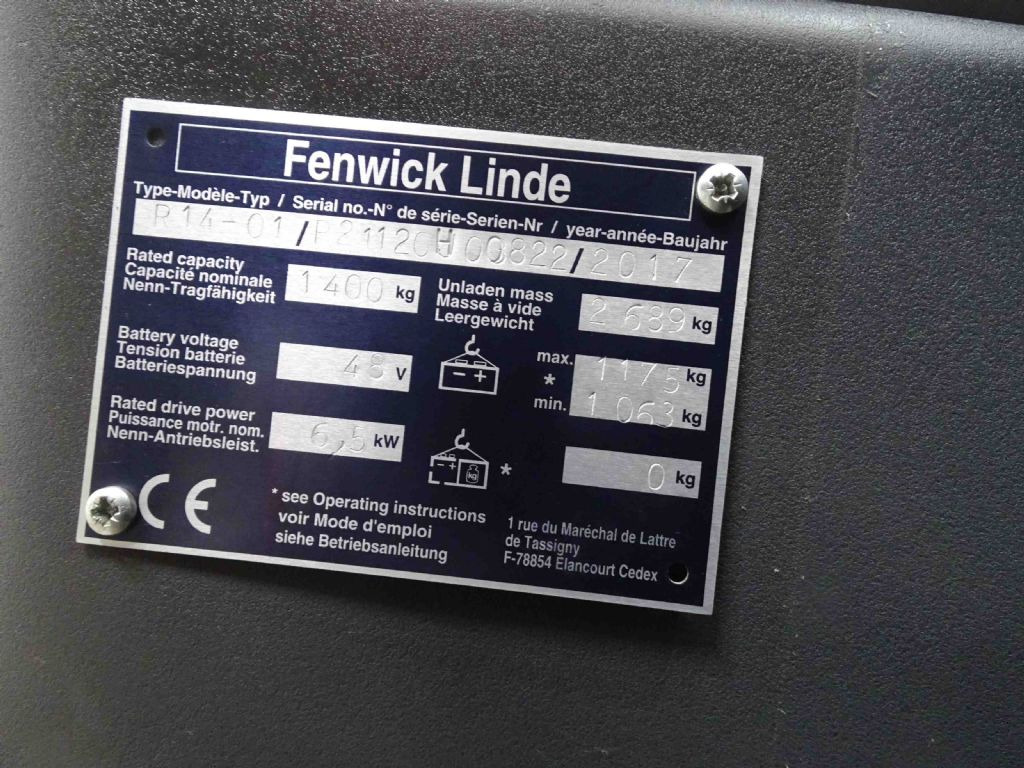 Fenwick Linde
Type-Modèle-Typ / Serial no.-N° de série-Serien-Nr / year-année-Baujahr
R14-01 / F21120H00822 / 2017
Rated capacity
Capacité nominale
Nenn-Tragfähigkeit
1400 kg
Unladen mass
Masse à vide
Leergewicht
2 689 kg
Battery voltage
Tension batterie
Batteriespannung
48 V
max. 1175 kg
*
min. 1 063 kg
Rated drive power
Puissance motr. nom.
Nenn-Antriebsleist.
6,5 kW
- +
- + kg
*
0 kg
CE
* see Operating instructions
voir Mode d'emploi
siehe Betriebsanleitung
1 rue du Maréchal de Lattre
de Tassigny
F-78854 Elancourt Cedex